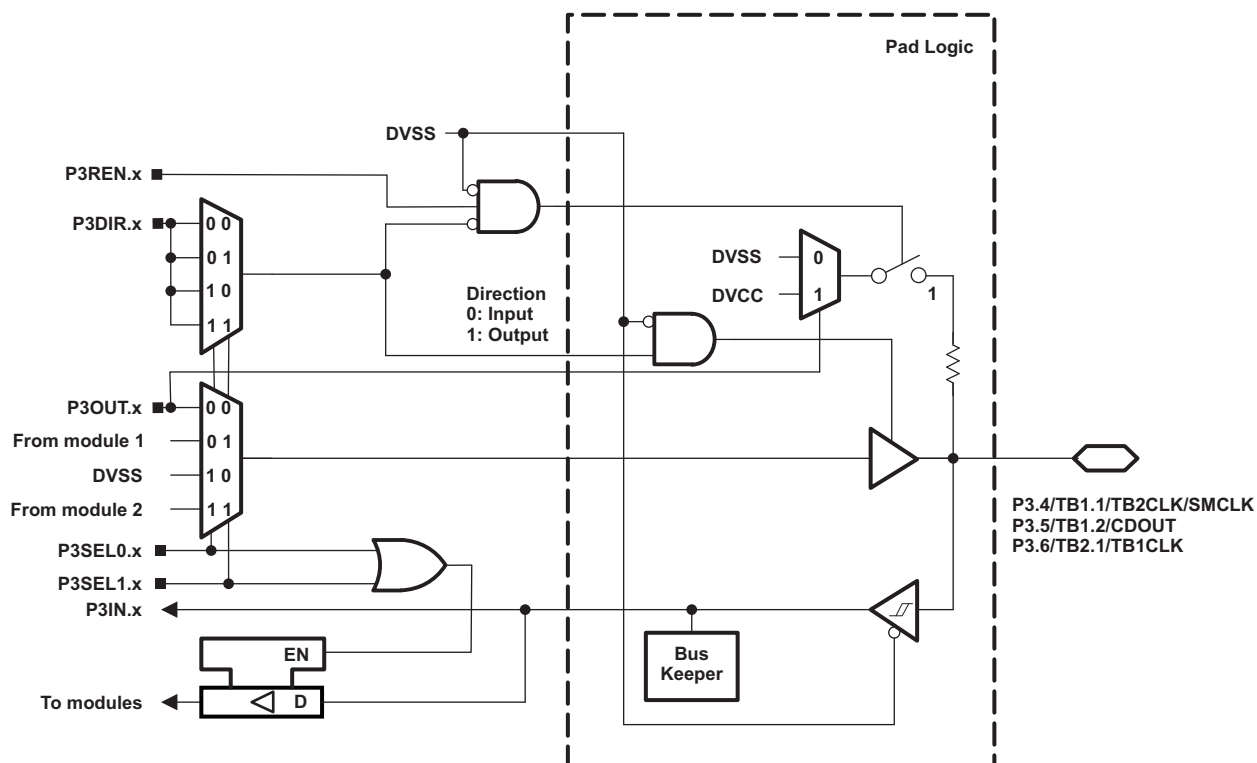 Pad Logic
DVSS
P3REN.x
P3DIR.x
0 0
0 1
1 0
1 1
Direction
0: Input
1: Output
DVSS
0
DVCC
1
1
P3OUT.x
0 0
From module 1
0 1
DVSS
1 0
From module 2
1 1
P3.4/TB1.1/TB2CLK/SMCLK
P3.5/TB1.2/CDOUT
P3.6/TB2.1/TB1CLK
P3SEL0.x
P3SEL1.x
P3IN.x
EN
Bus
Keeper
To modules
D